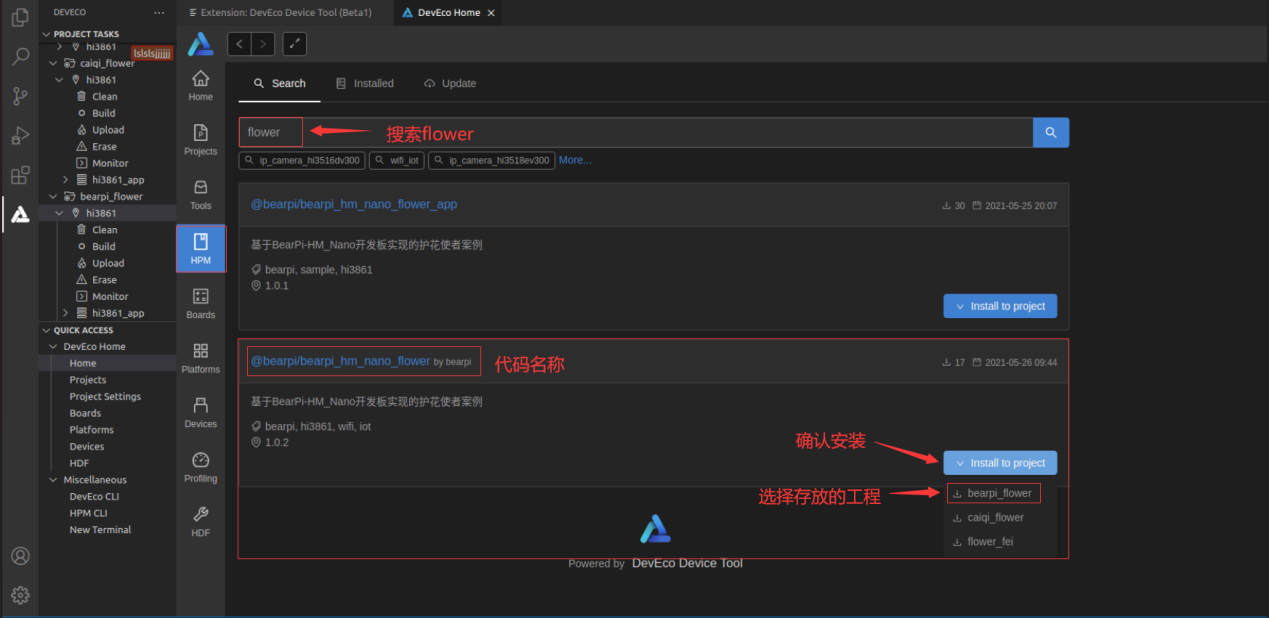 DEVECO
PROJECT TASKS
hi3861
lslslsjjjjjj
caiqi_flower
hi3861
Clean
Build
Upload
Erase
Monitor
hi3861_app
bearpi_flower
hi3861
Clean
Build
Upload
Erase
Monitor
hi3861_app
QUICK ACCESS
DevEco Home
Home
Projects
Project Settings
Boards
Platforms
Devices
HDF
Miscellaneous
DevEco CLI
HPM CLI
New Terminal
Extension: DevEco Device Tool (Beta1)
DevEco Home
Home
Projects
Tools
HPM
Boards
Platforms
Devices
Profiling
HDF
Search Installed Update
flower
搜索flower
ip_camera_hi3516dv300 wifi_iot ip_camera_hi3518ev300 More...
@bearpi/bearpi_hm_nano_flower_app
30 2021-05-25 20:07
基于BearPi-HM_Nano开发板实现的护花使者案例
bearpi, sample, hi3861
1.0.1
Install to project
@bearpi/bearpi_hm_nano_flower by bearpi
代码名称
17 2021-05-26 09:44
基于BearPi-HM_Nano开发板实现的护花使者案例
bearpi, hi3861, wifi, iot
1.0.2
确认安装
Install to project
选择存放的工程
bearpi_flower
caiqi_flower
flower_fei
Powered by DevEco Device Tool